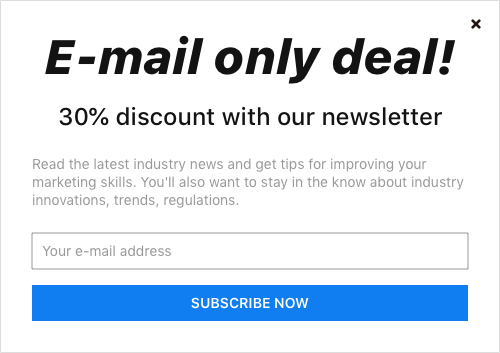 E-mail only deal!
30% discount with our newsletter
Read the latest industry news and get tips for improving your
marketing skills. You'll also want to stay in the know about industry
innovations, trends, regulations.
Your e-mail address
SUBSCRIBE NOW